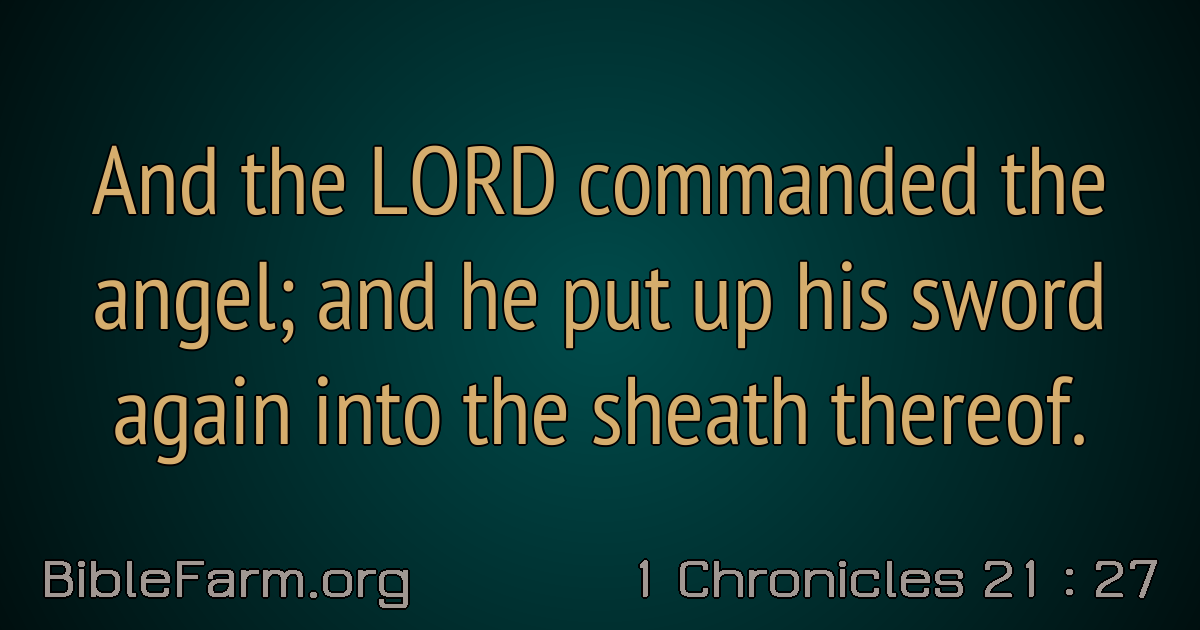 And the LORD commanded the
angel; and he put up his sword
again into the sheath thereof.
BibleFarm.org
1 Chronicles 21 : 27